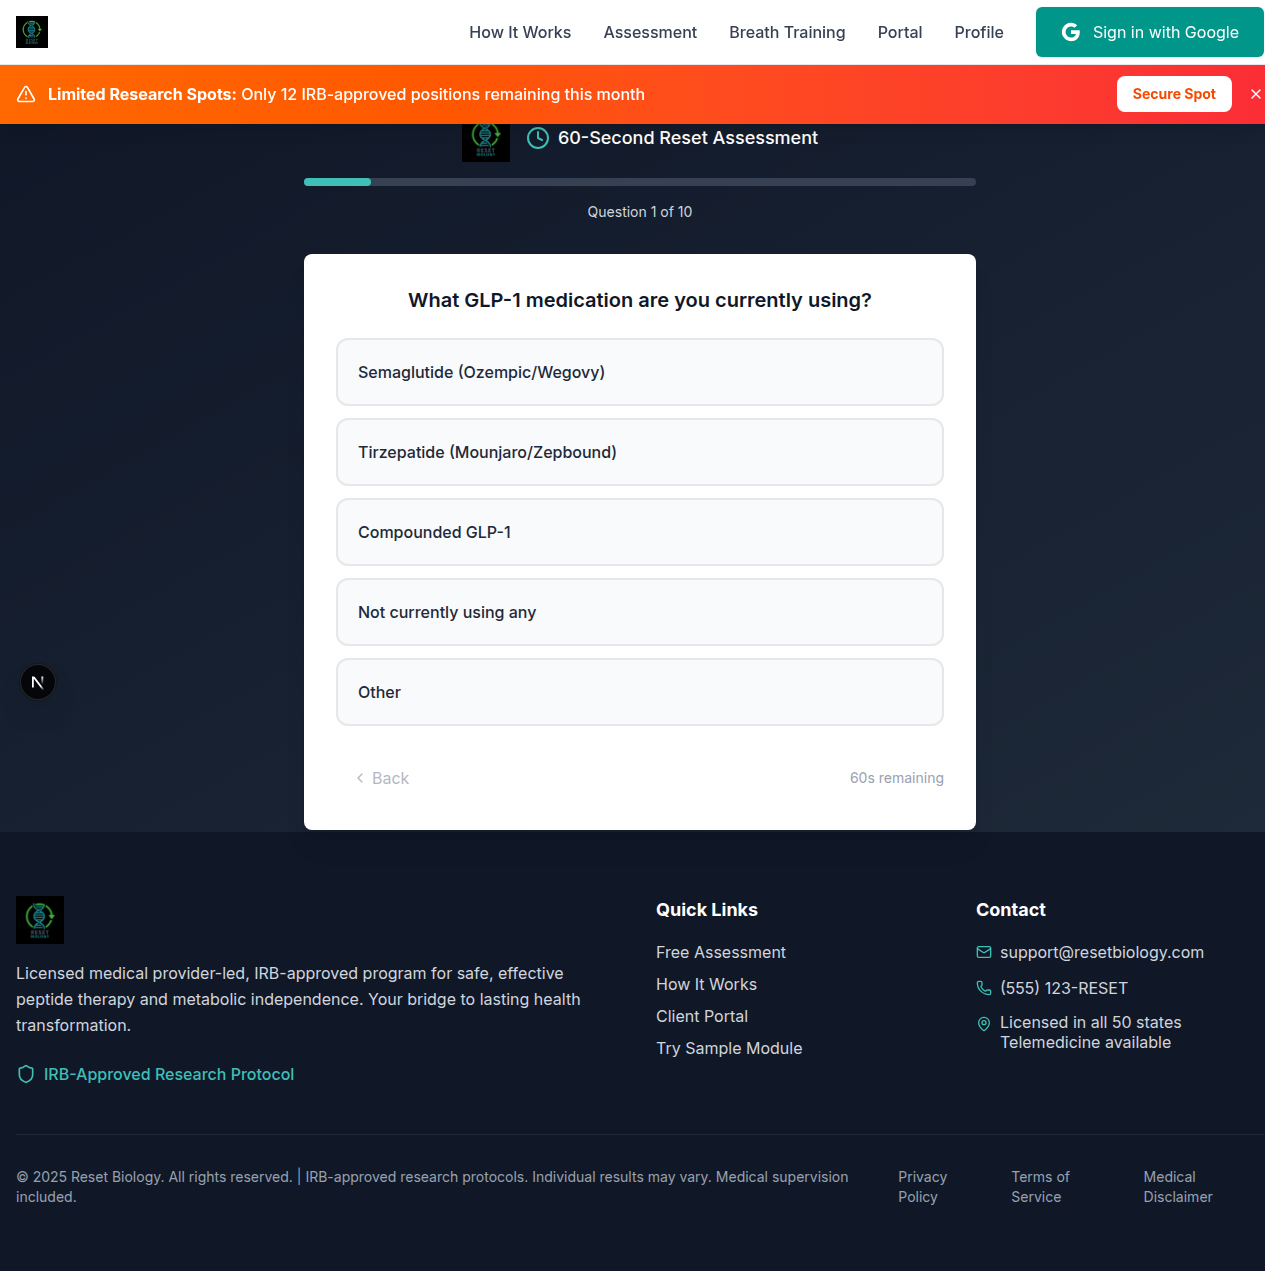 How It Works
Assessment
Breath Training
Portal
Profile
Sign in with Google
Limited Research Spots: Only 12 IRB-approved positions remaining this month
Secure Spot
60-Second Reset Assessment
Question 1 of 10
What GLP-1 medication are you currently using?
Semaglutide (Ozempic/Wegovy)
Tirzepatide (Mounjaro/Zepbound)
Compounded GLP-1
Not currently using any
Other
Back
60s remaining
RESET
BIOLOGY
Licensed medical provider-led, IRB-approved program for safe, effective
peptide therapy and metabolic independence. Your bridge to lasting health
transformation.
IRB-Approved Research Protocol
Quick Links
Free Assessment
How It Works
Client Portal
Try Sample Module
Contact
support@resetbiology.com
(555) 123-RESET
Licensed in all 50 states
Telemedicine available
© 2025 Reset Biology. All rights reserved. | IRB-approved research protocols. Individual results may vary. Medical supervision
included.
Privacy
Policy
Terms of
Service
Medical
Disclaimer